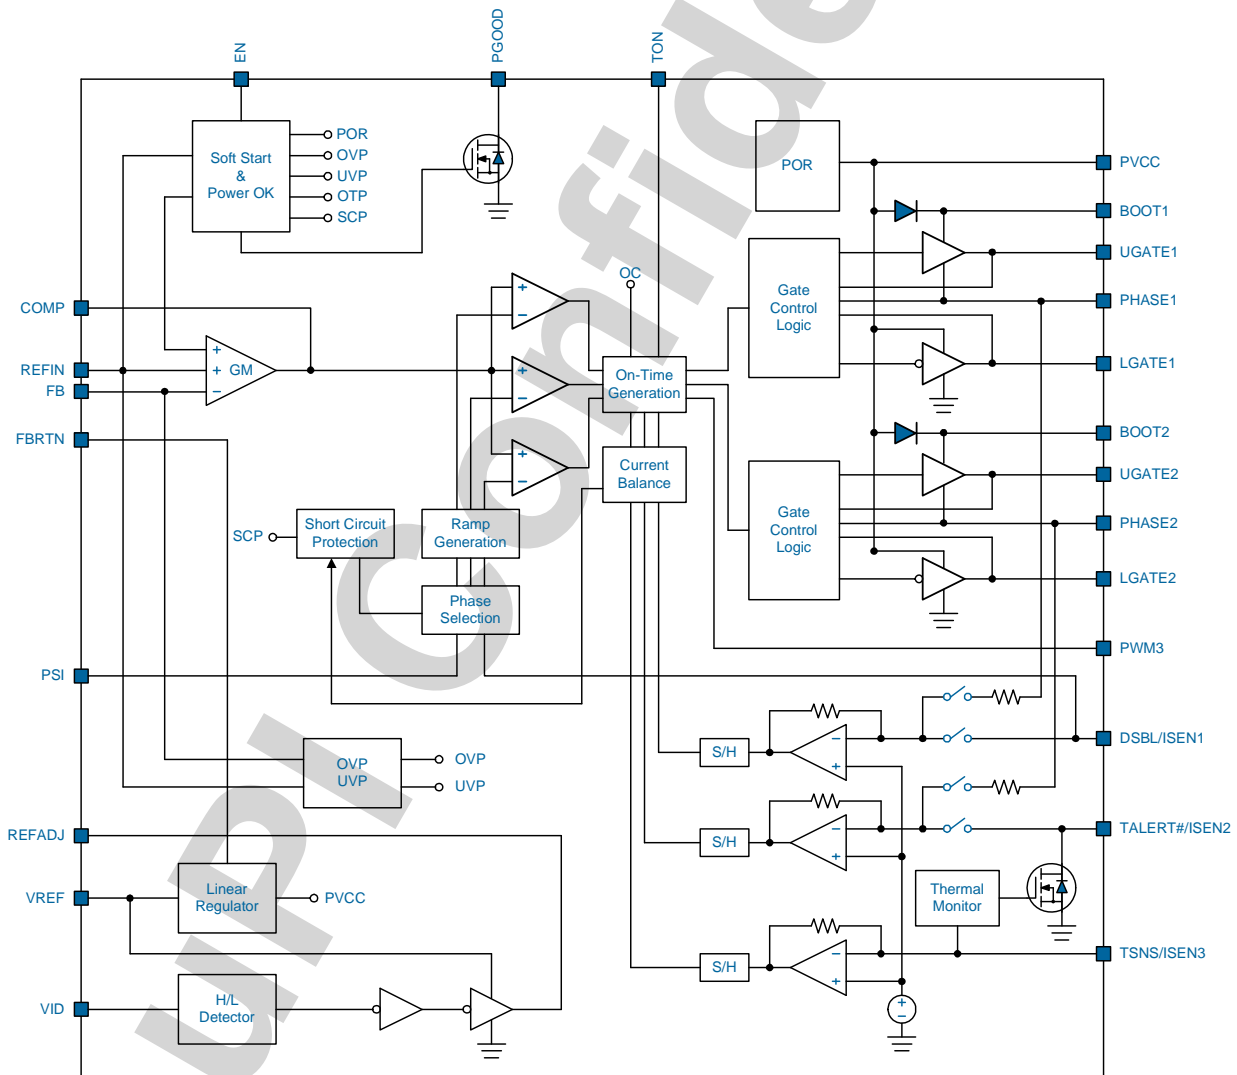 EN
PGOOD
TON
Soft Start
&
Power OK
POR
OVP
UVP
OTP
SCP
POR
PVCC
BOOT1
UGATE1
PHASE1
LGATE1
Gate
Control
Logic
OC
COMP
REFIN
FB
FBRTN
+
+ GM
−
+
−
+
−
+
−
On-Time
Generation
Current
Balance
BOOT2
UGATE2
PHASE2
LGATE2
Gate
Control
Logic
SCP
Short Circuit
Protection
Ramp
Generation
Phase
Selection
PWM3
PSI
DSBL/ISEN1
S/H
−
+
OVP
UVP
OVP
UVP
REFADJ
TALERT#/ISEN2
S/H
−
+
VREF
Linear
Regulator
PVCC
Thermal
Monitor
TSNS/ISEN3
S/H
−
+
VID
H/L
Detector
+
−
uPI Confide